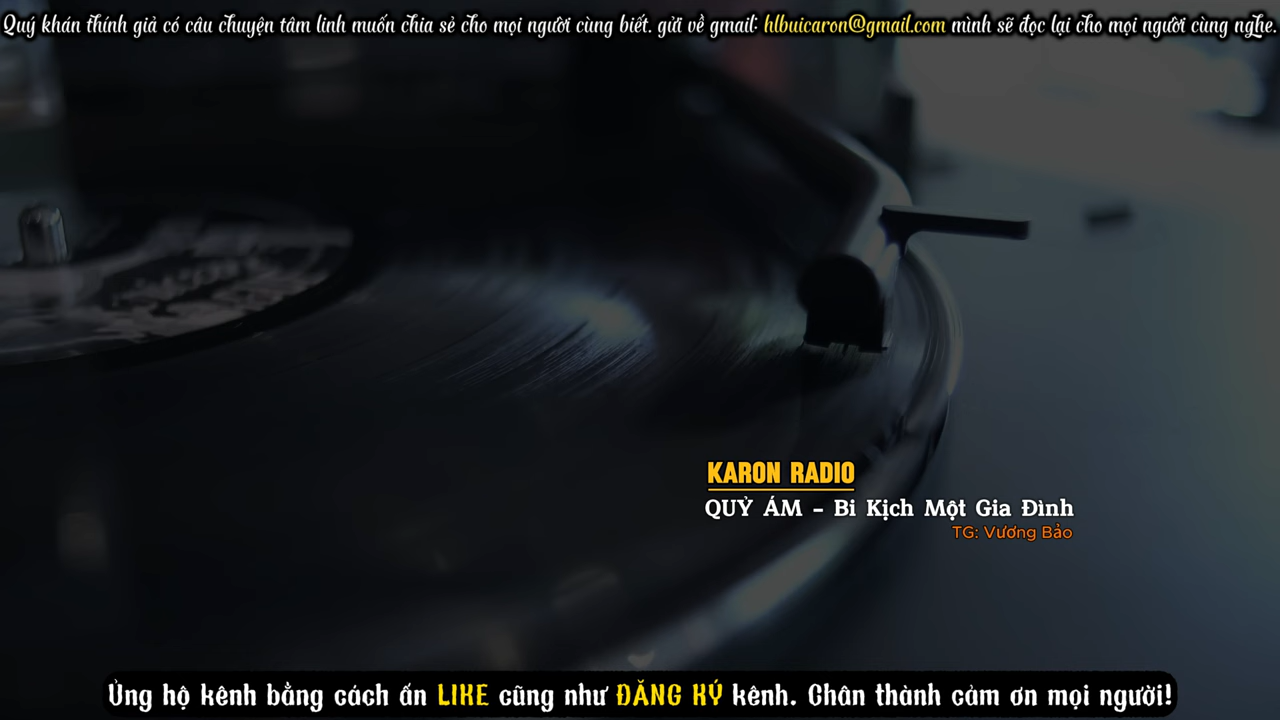 Quý khán thính giả có câu chuyện tâm linh muốn chia sẻ cho mọi người cùng biết. gửi về gmail: hlbuicaron@gmail.com mình sẽ đọc lại cho mọi người cùng nghe.
KARON RADIO
QUỶ ÁM – Bi Kịch Một Gia Đình
TG: Vương Bảo
Ủng hộ kênh bằng cách ấn LIKE cũng như ĐĂNG KÝ kênh. Chân thành cảm ơn mọi người!